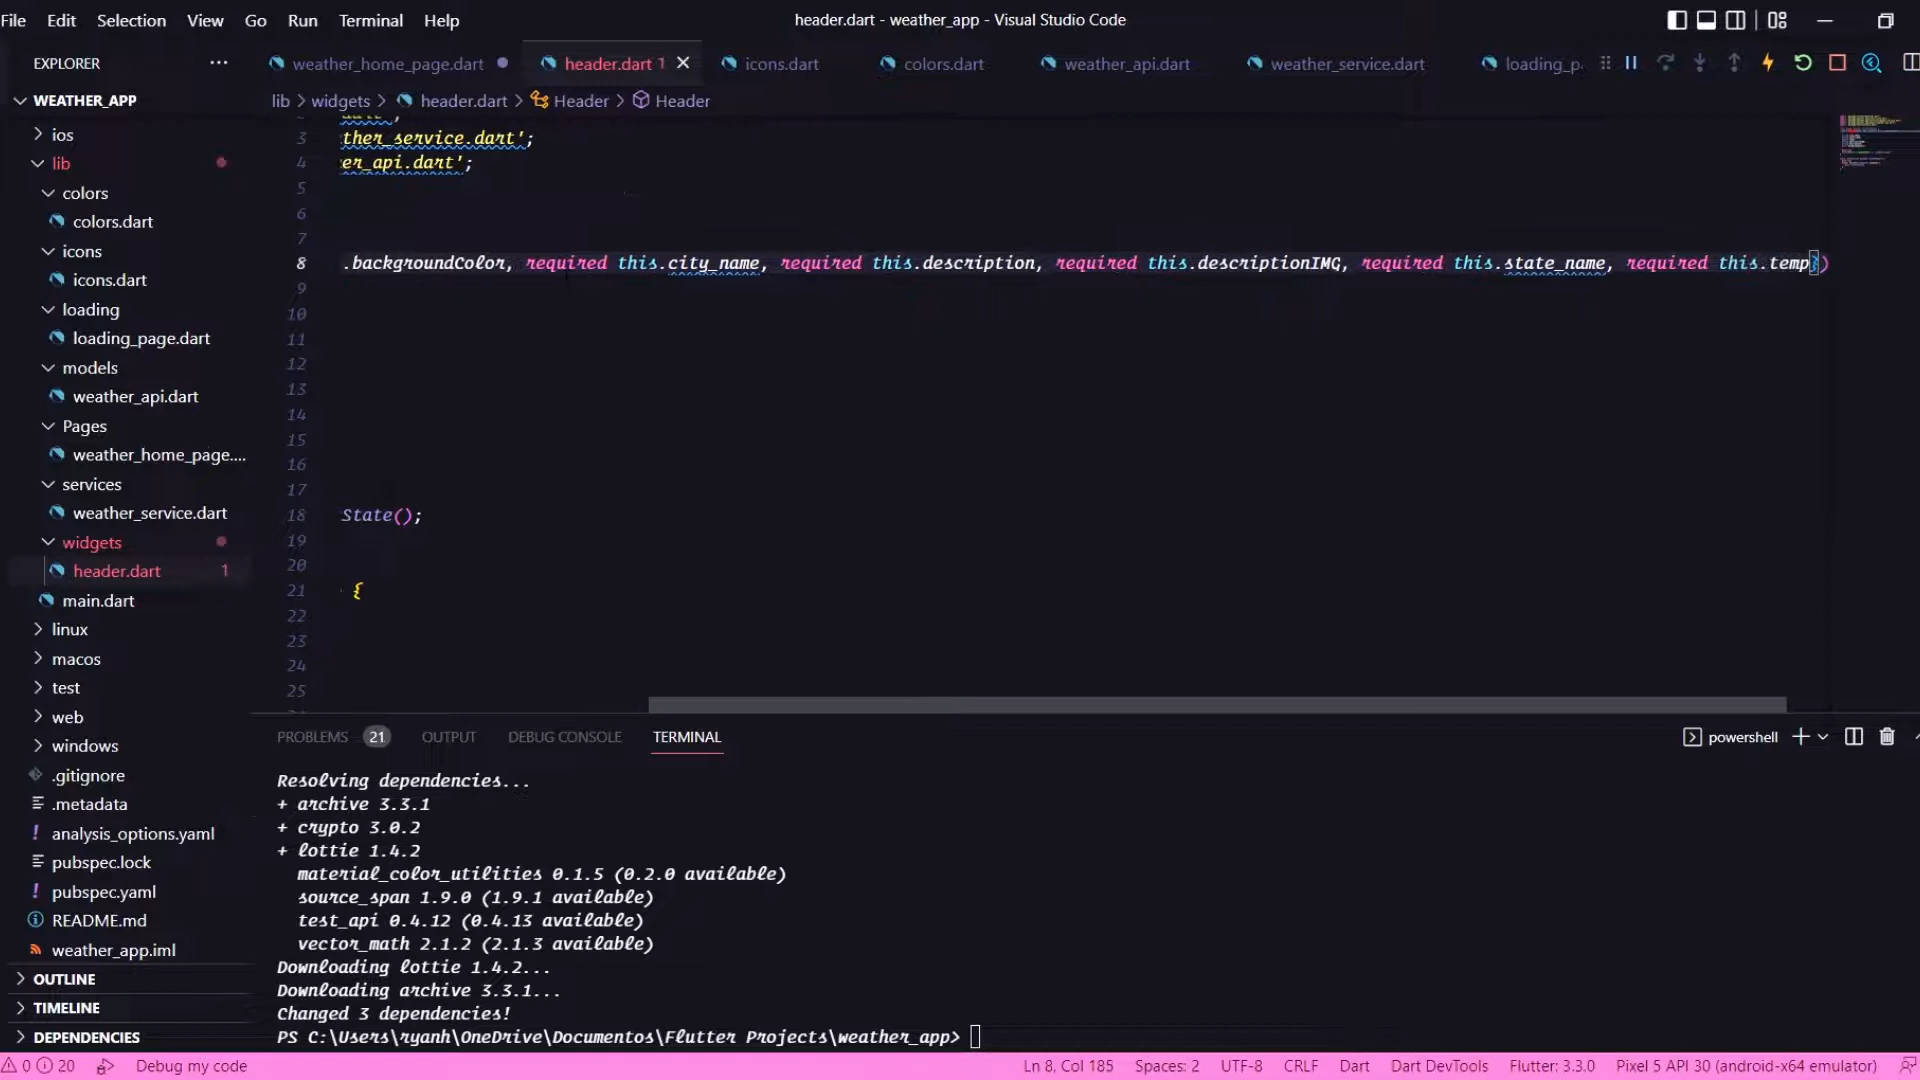 File Edit Selection View Go Run Terminal Help
header.dart - weather_app - Visual Studio Code
EXPLORER
weather_home_page.dart
header.dart 1
icons.dart
colors.dart
weather_api.dart
weather_service.dart
loading_p
WEATHER_APP
lib > widgets > header.dart > Header > Header
ios
lib
colors
colors.dart
icons
icons.dart
loading
loading_page.dart
models
weather_api.dart
Pages
weather_home_page....
services
weather_service.dart
widgets
header.dart 1
main.dart
linux
macos
test
web
windows
.gitignore
.metadata
analysis_options.yaml
pubspec.lock
pubspec.yaml
README.md
weather_app.iml
OUTLINE
TIMELINE
DEPENDENCIES
3 ther_service.dart';
4 er_api.dart';
5
6
7
8 .backgroundColor, required this.city_name, required this.description, required this.descriptionIMG, required this.state_name, required this.temp})
9
10
11
12
13
14
15
16
17
18 State();
19
20
21 {
22
23
24
25
PROBLEMS 21 OUTPUT DEBUG CONSOLE TERMINAL
powershell
Resolving dependencies...
+ archive 3.3.1
+ crypto 3.0.2
+ lottie 1.4.2
material_color_utilities 0.1.5 (0.2.0 available)
source_span 1.9.0 (1.9.1 available)
test_api 0.4.12 (0.4.13 available)
vector_math 2.1.2 (2.1.3 available)
Downloading lottie 1.4.2...
Downloading archive 3.3.1...
Changed 3 dependencies!
PS C:\Users\ryanh\OneDrive\Documentos\Flutter Projects\weather_app>
0 20 Debug my code
Ln 8, Col 185 Spaces: 2 UTF-8 CRLF Dart Dart DevTools Flutter: 3.3.0 Pixel 5 API 30 (android-x64 emulator)